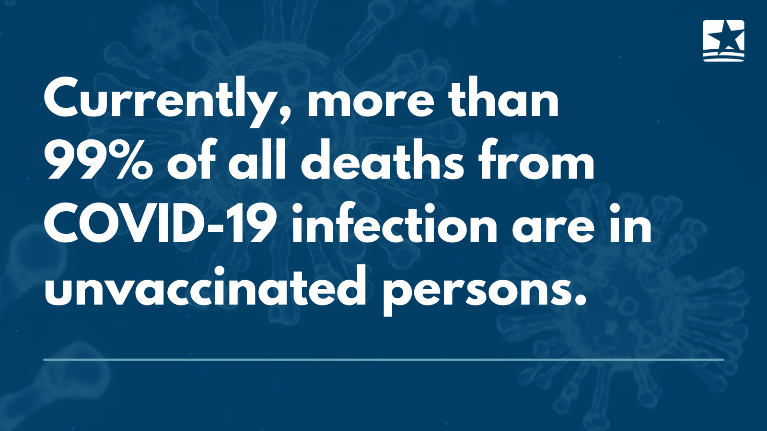 Currently, more than
99% of all deaths from
COVID-19 infection are in
unvaccinated persons.